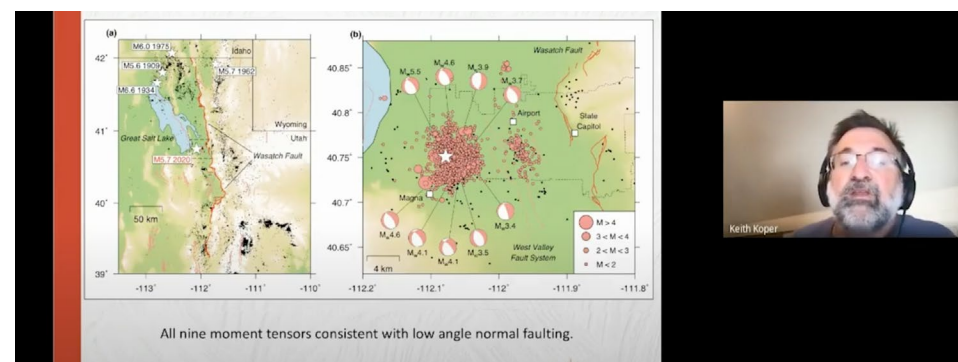 (a)
M6.0 1975
Idaho
42°
M5.6 1909
M5.7 1962
M6.6 1934
Wyoming
41°
Utah
Great Salt Lake
M5.7 2020
Wasatch Fault
40°
50 km
39°
-113°
-112°
-111°
-110°
(b)
Wasatch Fault
40.85°
Mw4.6
Mw5.5
Mw3.9
Mw3.7
40.8°
Airport
State
Capitol
40.75°
40.7°
Magna
Mw3.4
Mw4.6
Mw4.1
Mw4.1
Mw3.5
40.65°
West Valley
Fault System
4 km
M > 4
3 < M < 4
2 < M < 3
M < 2
-112.2°
-112.1°
-112°
-111.9°
-111.8°
All nine moment tensors consistent with low angle normal faulting.
Keith Koper